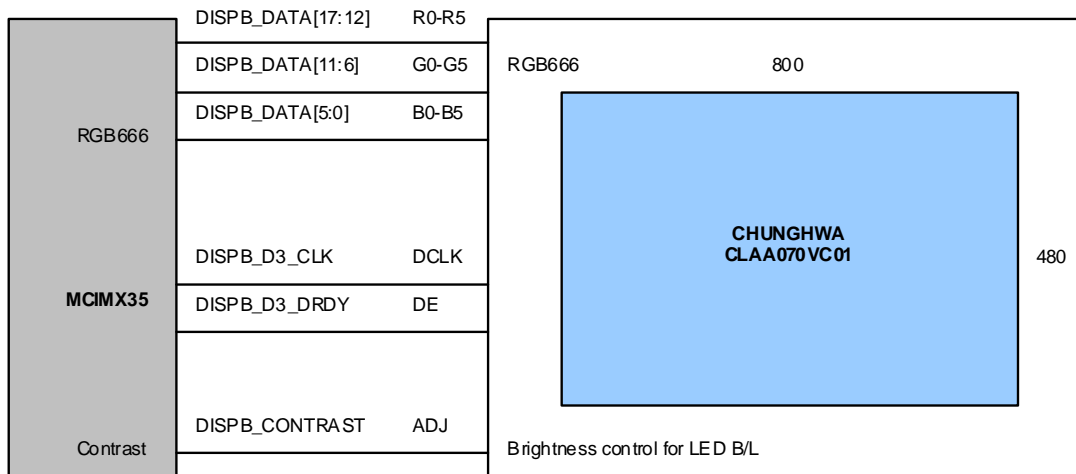 DISPB_DATA[17:12] R0-R5
DISPB_DATA[11:6] G0-G5 RGB666 800
DISPB_DATA[5:0] B0-B5
RGB666
CHUNGHWA
CLAA070VC01
DISPB_D3_CLK DCLK 480
MCIMX35 DISPB_D3_DRDY DE
DISPB_CONTRAST ADJ
Contrast Brightness control for LED B/L